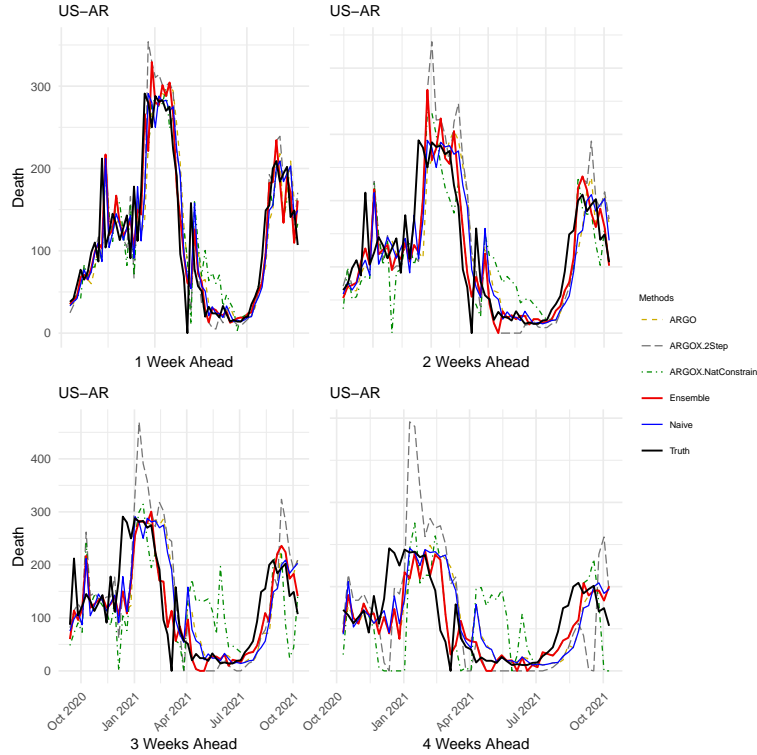 US−AR
US−AR
Death
300
200
100
0
1 Week Ahead
2 Weeks Ahead
Methods
ARGO
ARGOX.2Step
ARGOX.NatConstrain
Ensemble
Naive
Truth
US−AR
US−AR
Death
400
300
200
100
0
Oct 2020
Jan 2021
Apr 2021
Jul 2021
Oct 2021
Oct 2020
Jan 2021
Apr 2021
Jul 2021
Oct 2021
3 Weeks Ahead
4 Weeks Ahead